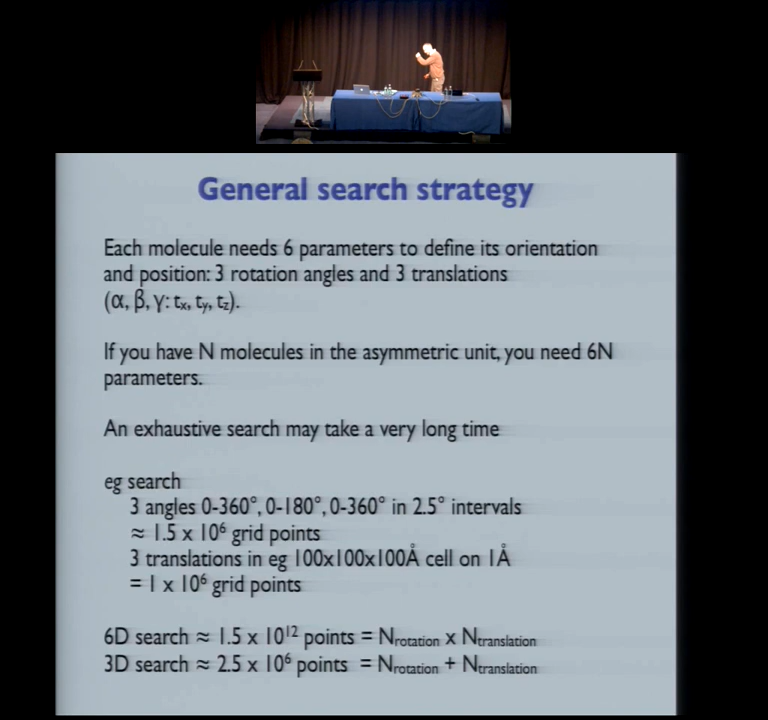 General search strategy
Each molecule needs 6 parameters to define its orientation
and position: 3 rotation angles and 3 translations
(α, β, γ: tx, ty, tz).
If you have N molecules in the asymmetric unit, you need 6N
parameters.
An exhaustive search may take a very long time
eg search
3 angles 0-360°, 0-180°, 0-360° in 2.5° intervals
≈ 1.5 x 10⁶ grid points
3 translations in eg 100x100x100Å cell on 1Å
= 1 x 10⁶ grid points
6D search ≈ 1.5 x 10¹² points = Nrotation x Ntranslation
3D search ≈ 2.5 x 10⁶ points = Nrotation + Ntranslation